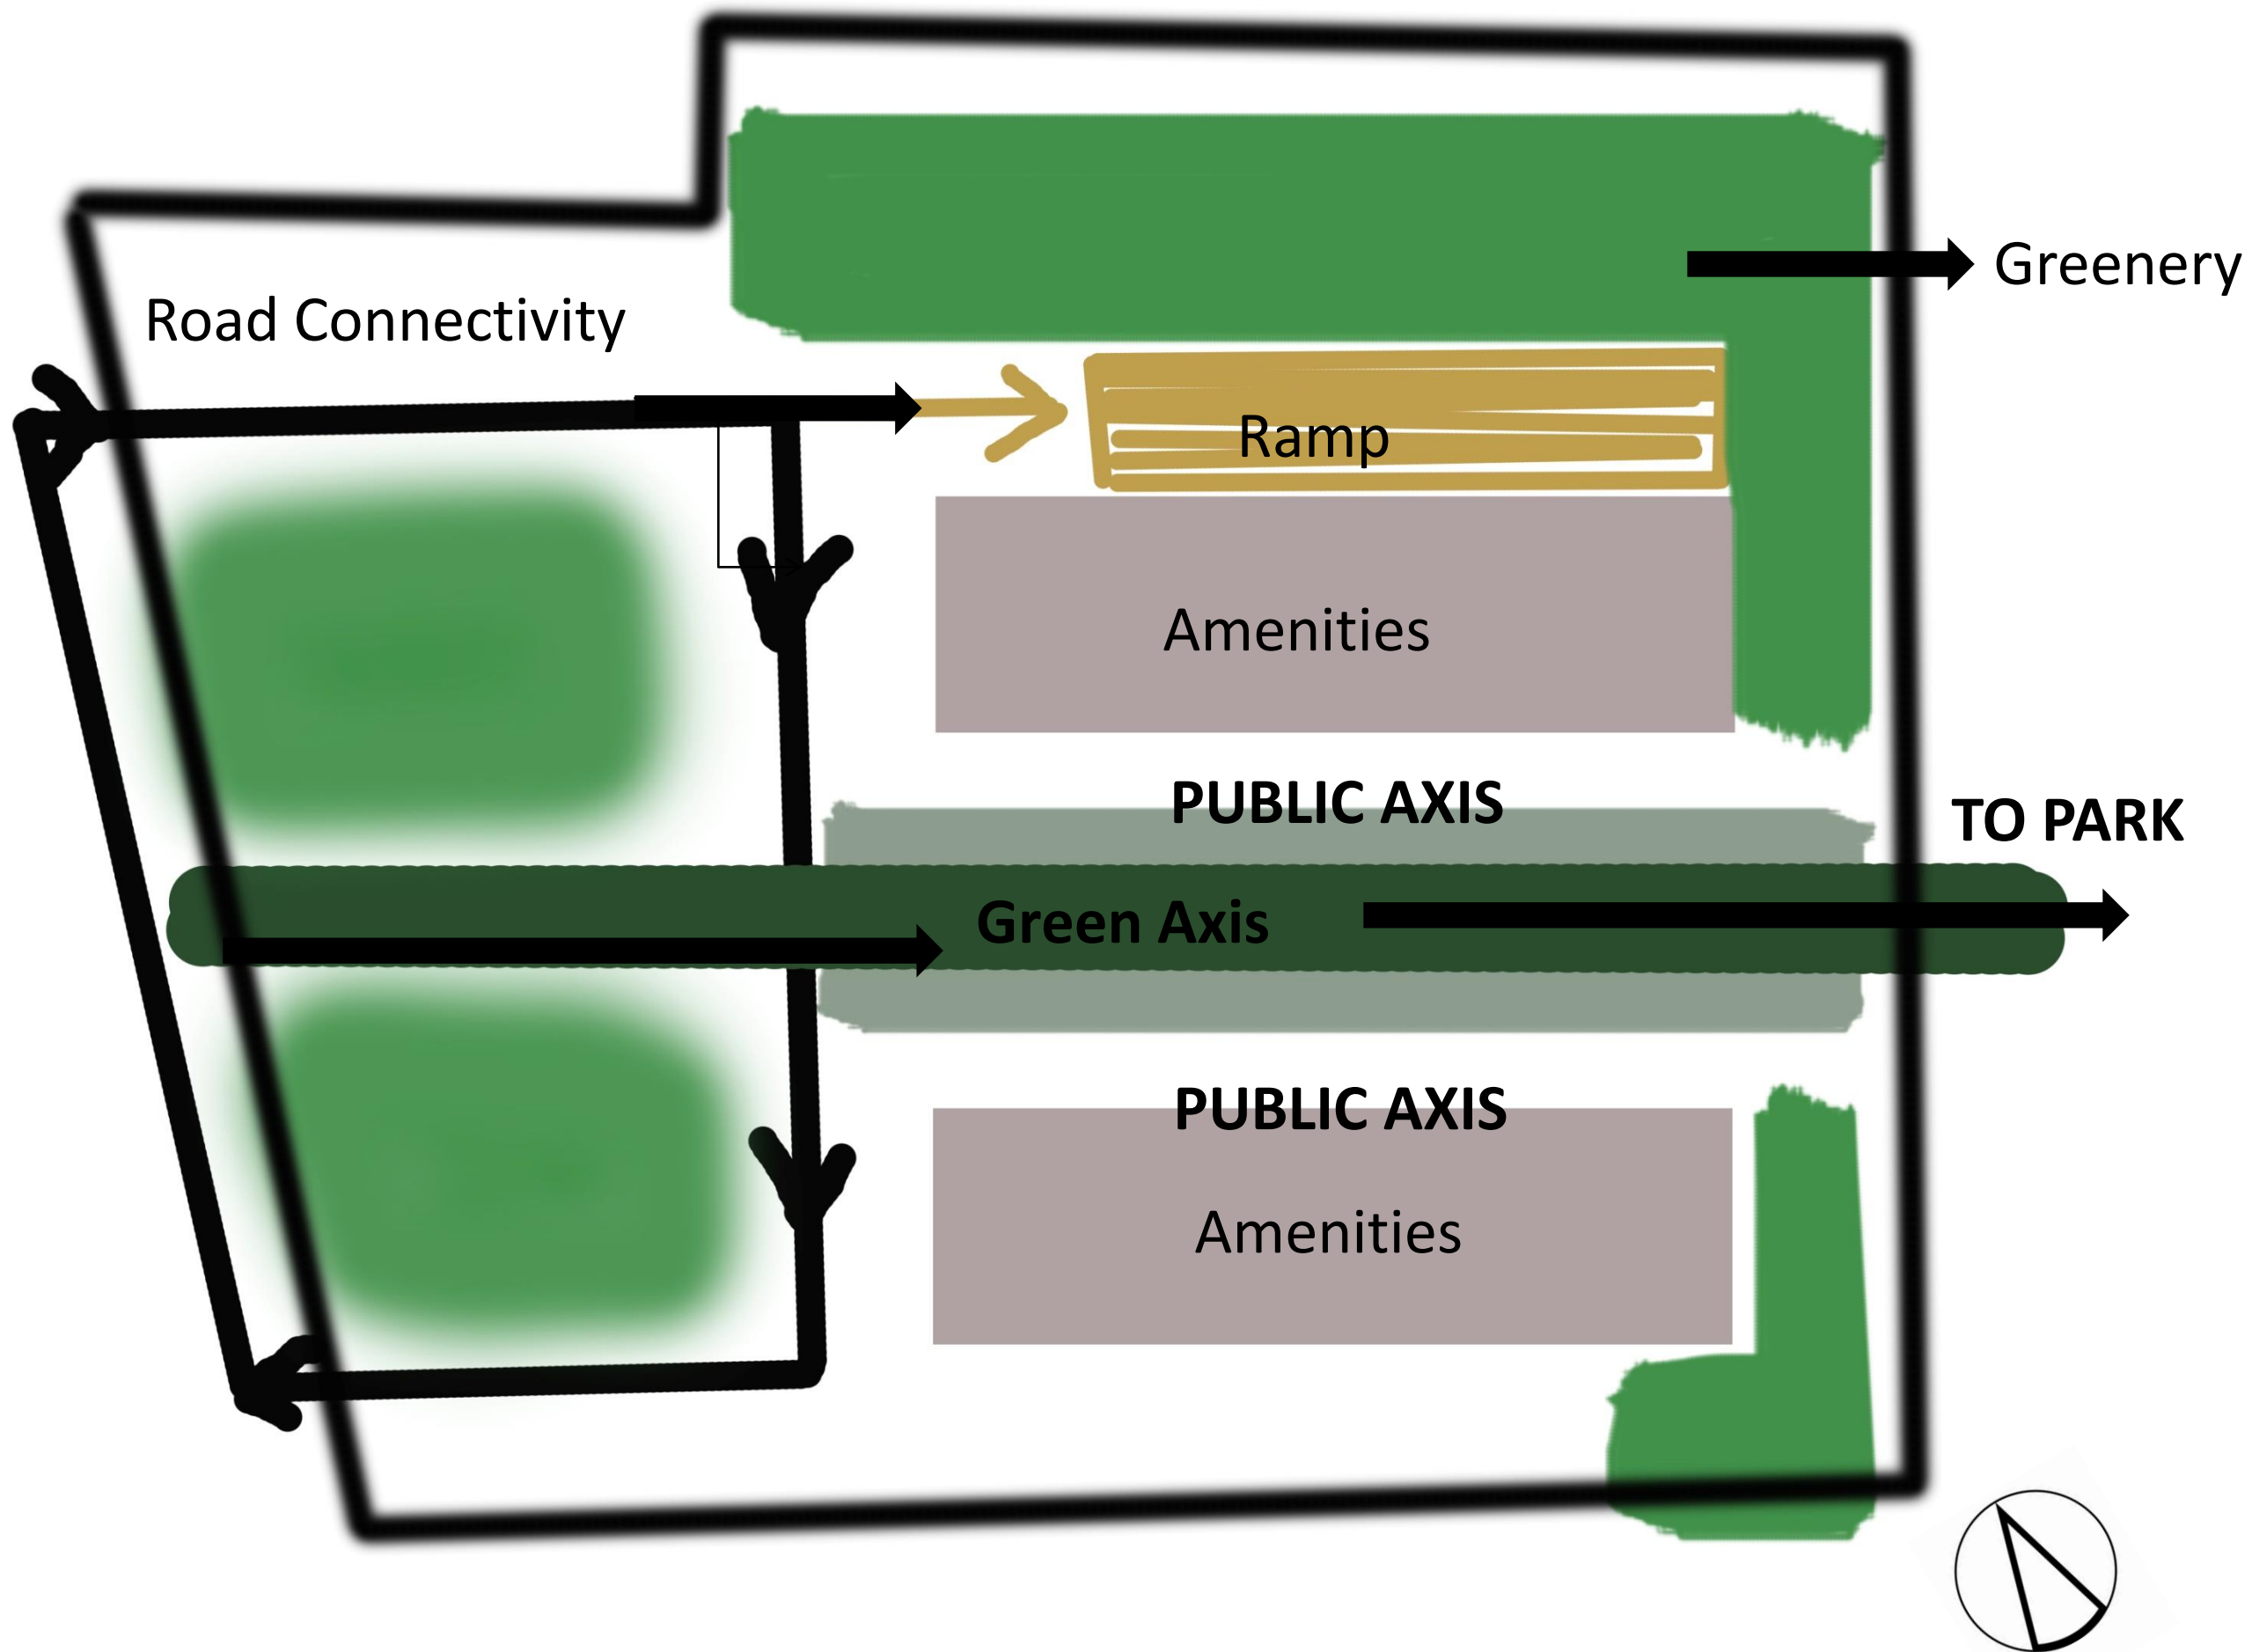 Greenery
Road Connectivity
Ramp
Amenities
PUBLIC AXIS
TO PARK
Green Axis
PUBLIC AXIS
Amenities